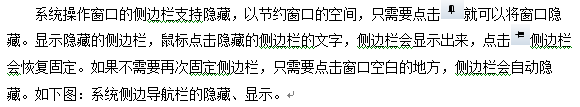 系统操作窗口的侧边栏支持隐藏，以节约窗口的空间，只需要点击 就可以将窗口隐
藏。显示隐藏的侧边栏，鼠标点击隐藏的侧边栏的文字，侧边栏会显示出来，点击 侧边栏
会恢复固定。如果不需要再次固定侧边栏，只需要点击窗口空白的地方，侧边栏会自动隐
藏。如下图：系统侧边导航栏的隐藏、显示。